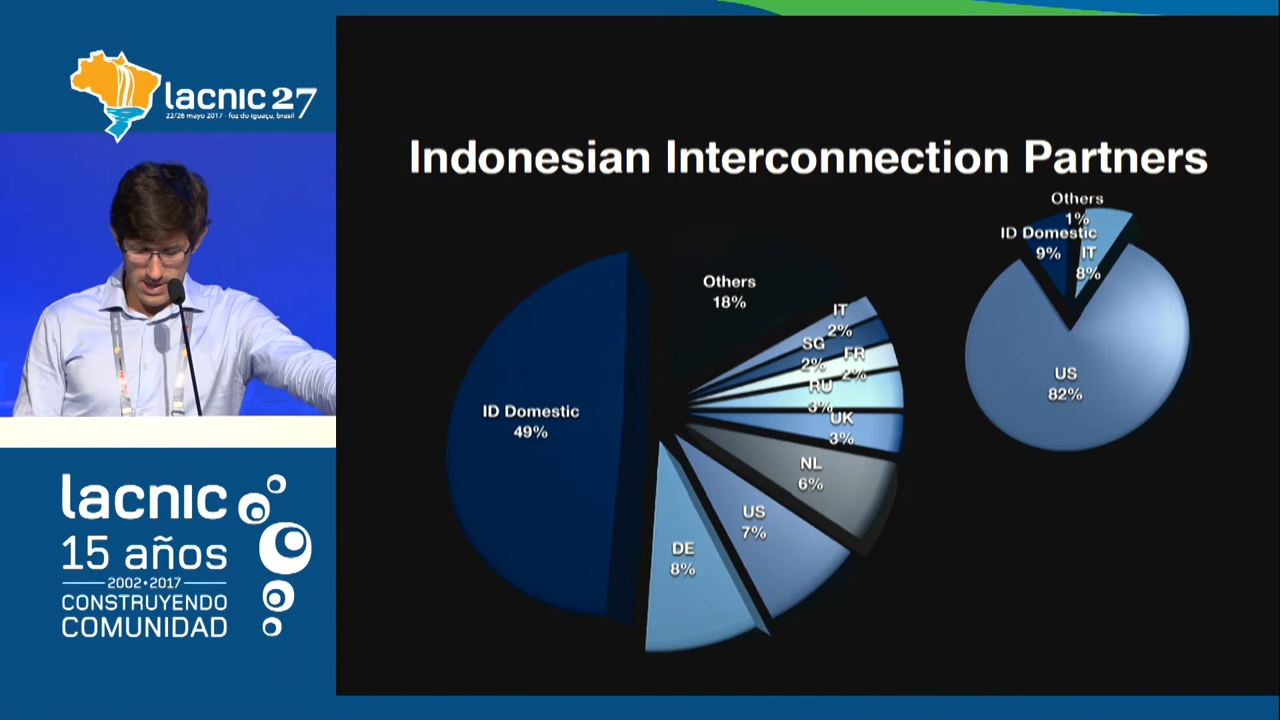 lacnic 27
22/26 mayo 2017 - foz do iguaçu, brasil
Indonesian Interconnection Partners
Others
18%
IT
2%
SG
2%
FR
2%
RU
3%
UK
3%
NL
6%
US
7%
DE
8%
ID Domestic
49%
Others
1%
ID Domestic
9%
IT
8%
US
82%
lacnic
15 años
2002•2017
CONSTRUYENDO
COMUNIDAD